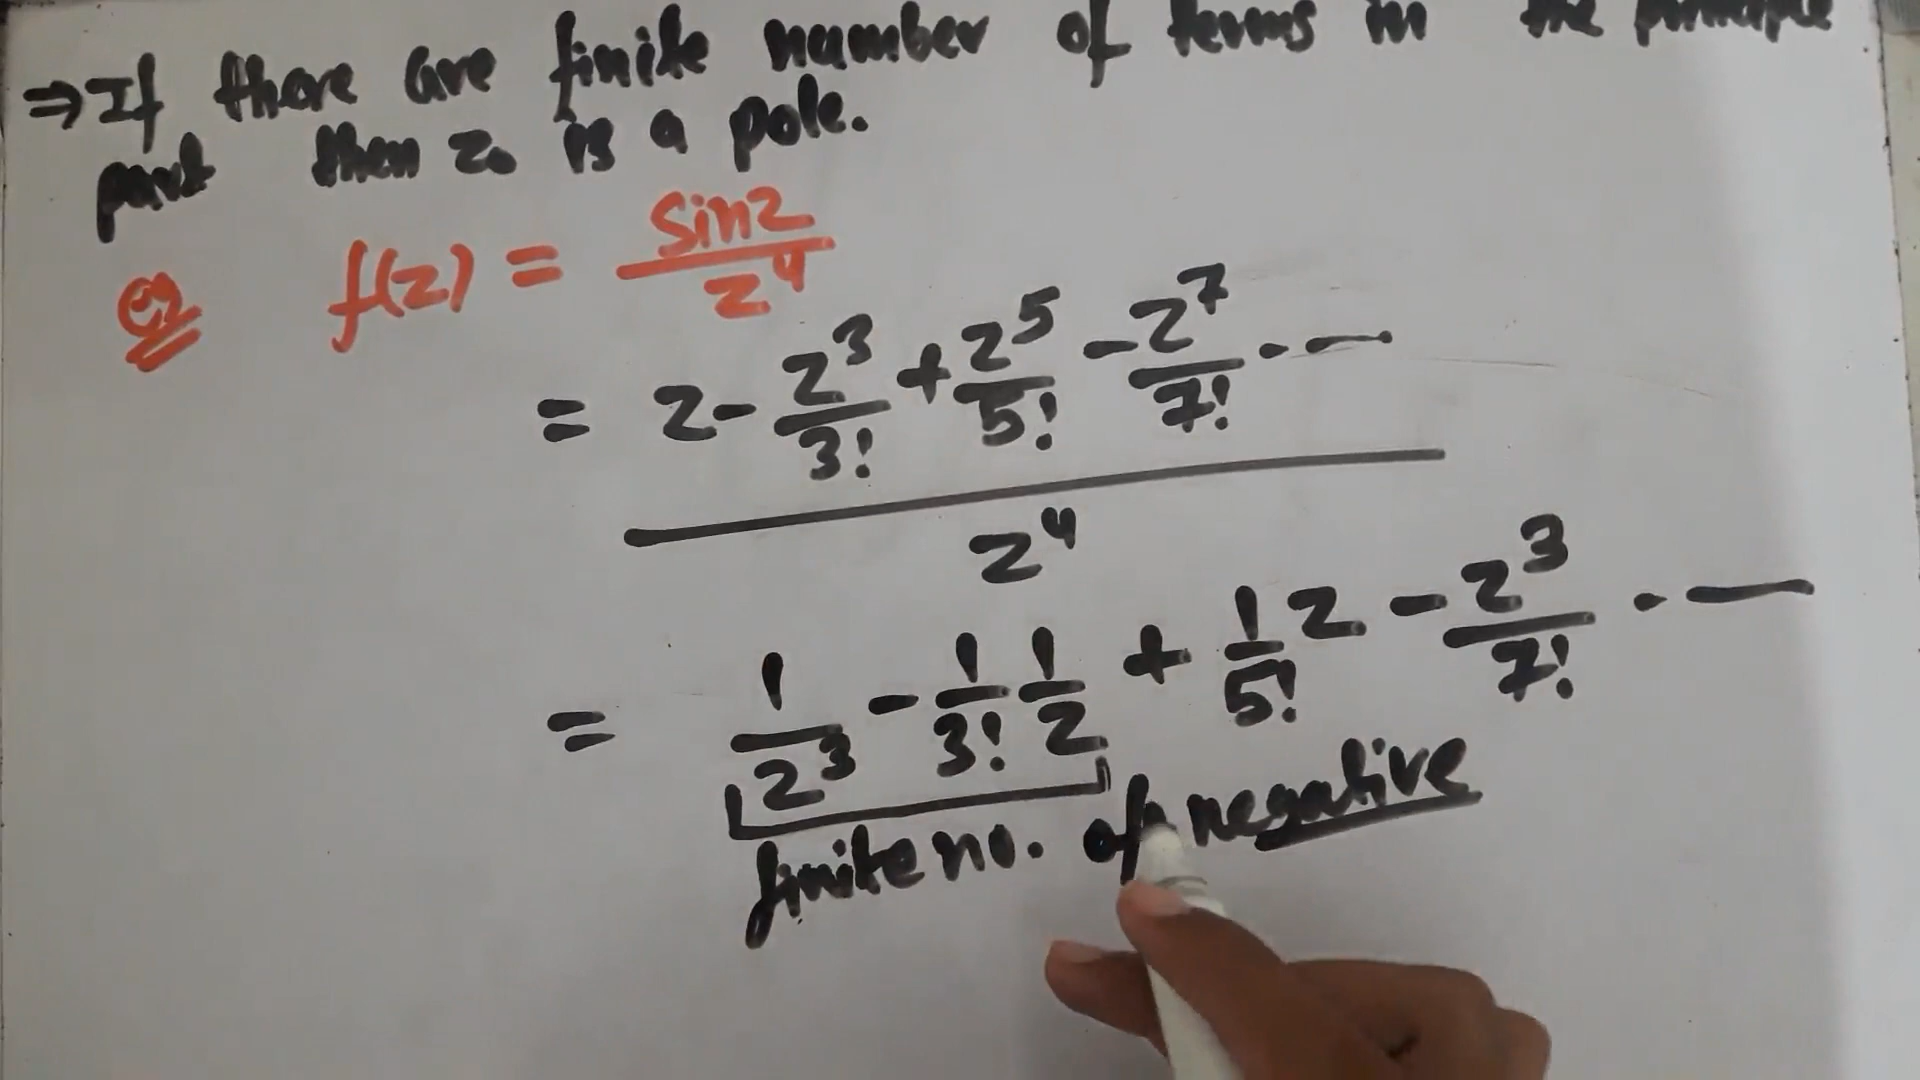 ⇒ If there are finite number of terms in the principle
part then z₀ is a pole.
eg f(z) = sinz / z⁴
= z - z³/3! + z⁵/5! - z⁷/7! . —
z⁴
= 1/z³ - 1/3! 1/z + 1/5! z - z³/7! . —
finite no. of negative